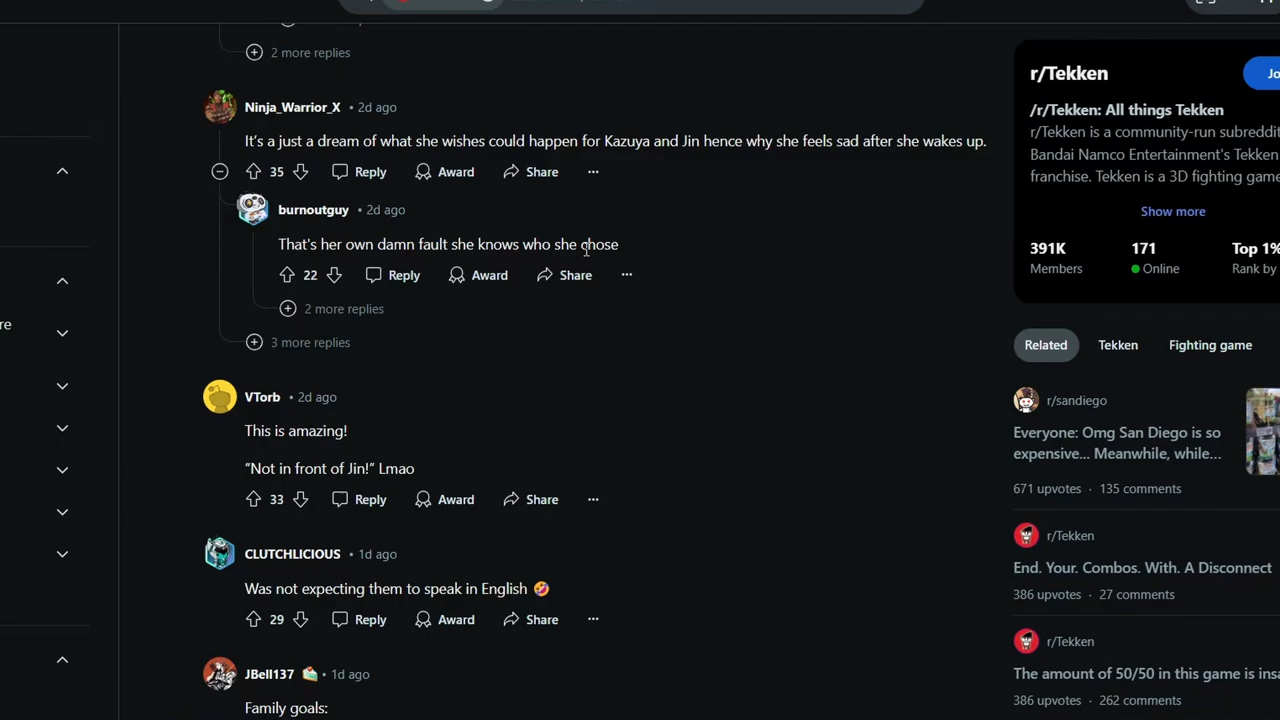 2 more replies
Ninja_Warrior_X • 2d ago
It's a just a dream of what she wishes could happen for Kazuya and Jin hence why she feels sad after she wakes up.
35 Reply Award Share ...
burnoutguy • 2d ago
That's her own damn fault she knows who she chose
22 Reply Award Share ...
2 more replies
3 more replies
VTorb • 2d ago
This is amazing!
“Not in front of Jin!” Lmao
33 Reply Award Share ...
CLUTCHLICIOUS • 1d ago
Was not expecting them to speak in English 🤣
29 Reply Award Share ...
JBell137 🍰 • 1d ago
Family goals:
re
r/Tekken
Jo
/r/Tekken: All things Tekken
r/Tekken is a community-run subreddit
Bandai Namco Entertainment's Tekken
franchise. Tekken is a 3D fighting game
Show more
391K 171 Top 1%
Members Online Rank by
Related Tekken Fighting game
r/sandiego
Everyone: Omg San Diego is so
expensive... Meanwhile, while...
671 upvotes · 135 comments
r/Tekken
End. Your. Combos. With. A Disconnect
386 upvotes · 27 comments
r/Tekken
The amount of 50/50 in this game is insa
386 upvotes · 262 comments